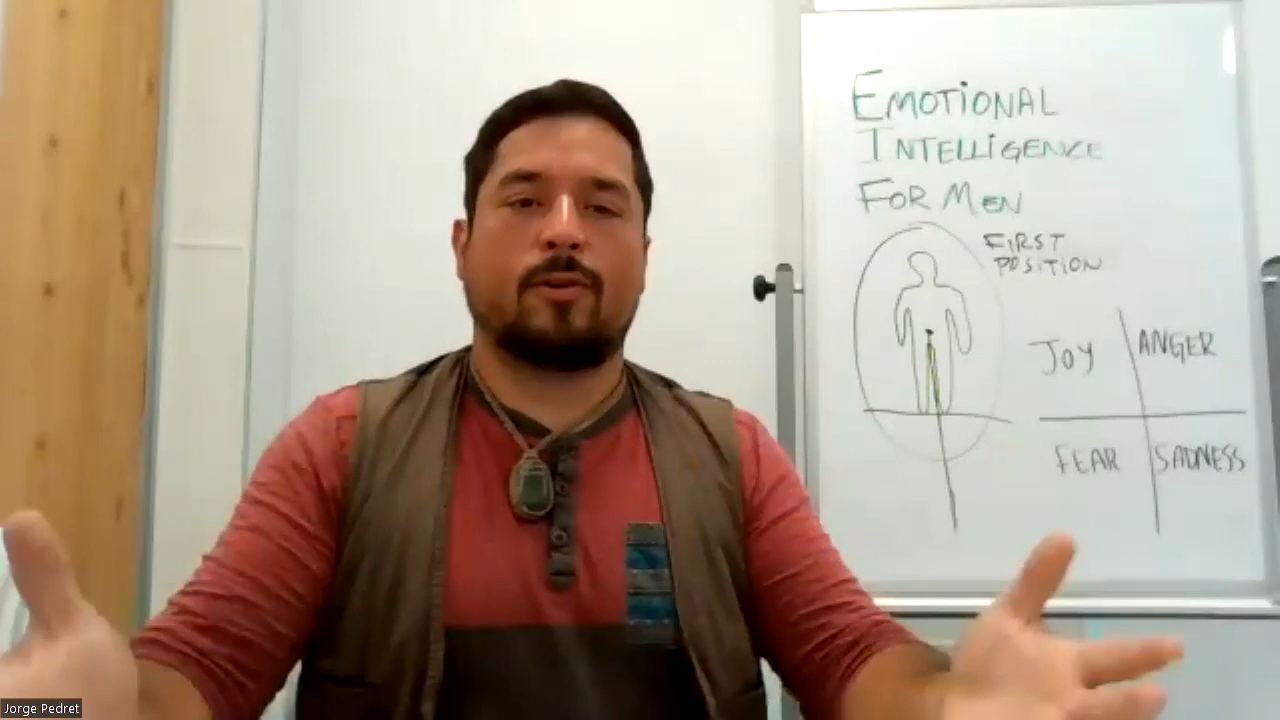 EMOTIONAL
INTELLIGENCE
FOR MEN
FIRST
POSITION
JOY
ANGER
FEAR
SADNESS
Jorge Pedret